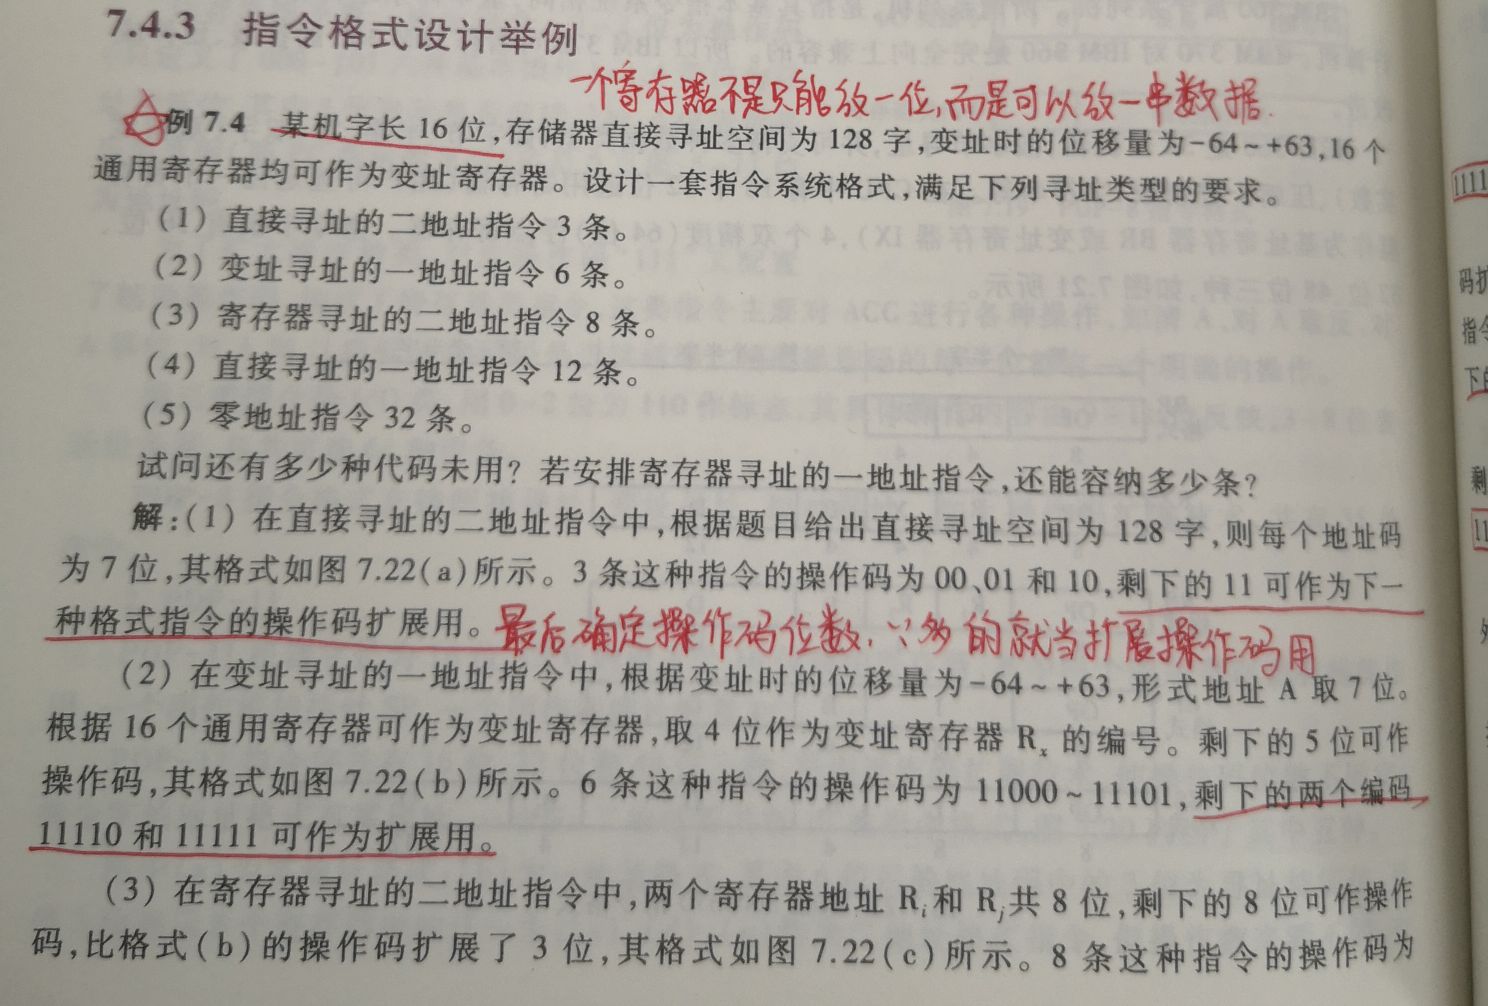 7.4.3 指令格式设计举例
一个寄存器不是只能放一位,而是可以放一串数据.
例 7.4 某机字长 16 位,存储器直接寻址空间为 128 字,变址时的位移量为-64~+63,16 个
通用寄存器均可作为变址寄存器。设计一套指令系统格式,满足下列寻址类型的要求。
(1) 直接寻址的二地址指令 3 条。
(2) 变址寻址的一地址指令 6 条。
(3) 寄存器寻址的二地址指令 8 条。
(4) 直接寻址的一地址指令 12 条。
(5) 零地址指令 32 条。
试问还有多少种代码未用? 若安排寄存器寻址的一地址指令,还能容纳多少条?
解:(1) 在直接寻址的二地址指令中,根据题目给出直接寻址空间为 128 字,则每个地址码
为 7 位,其格式如图 7.22(a)所示。3 条这种指令的操作码为 00、01 和 10,剩下的 11 可作为下一
种格式指令的操作码扩展用。最后确定操作码位数,∵多的就当扩展操作码用
(2) 在变址寻址的一地址指令中,根据变址时的位移量为-64~+63,形式地址 A 取 7 位。
根据 16 个通用寄存器可作为变址寄存器,取 4 位作为变址寄存器 Rx 的编号。剩下的 5 位可作
操作码,其格式如图 7.22(b)所示。6 条这种指令的操作码为 11000~11101,剩下的两个编码
11110 和 11111 可作为扩展用。
(3) 在寄存器寻址的二地址指令中,两个寄存器地址 Ri和 Rj共 8 位,剩下的 8 位可作操作
码,比格式(b)的操作码扩展了 3 位,其格式如图 7.22(c)所示。8 条这种指令的操作码为
1111
码扩
指令
下的
剩
11